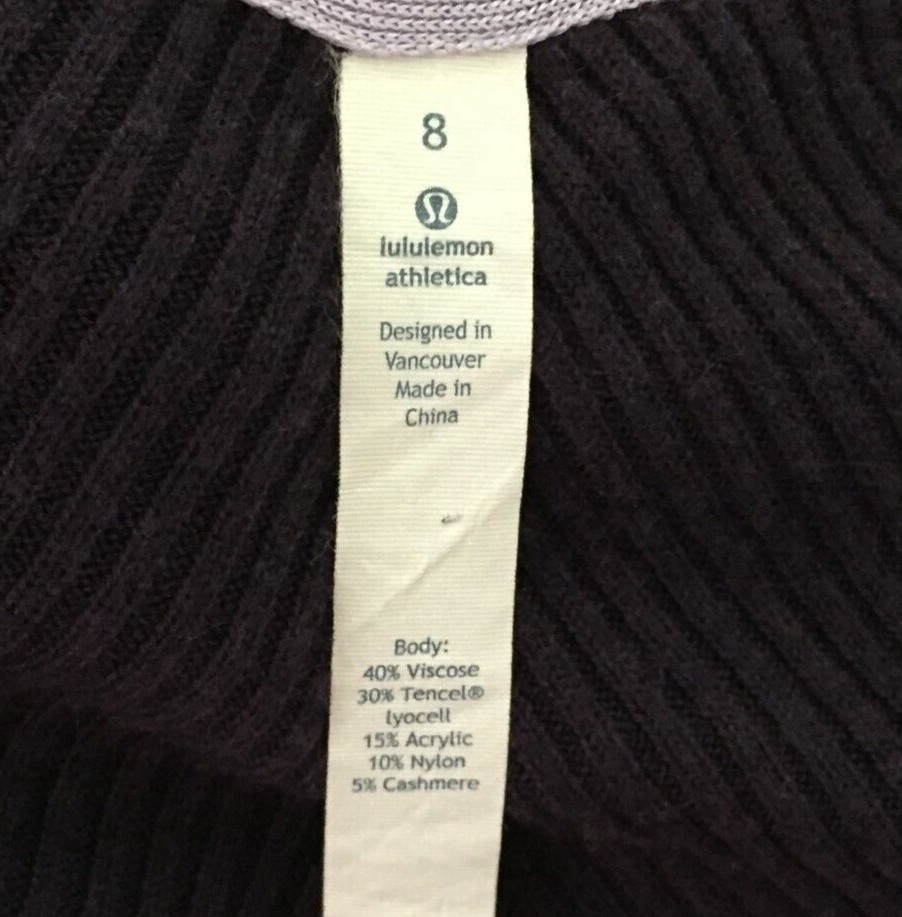 8
lululemon
athletica
Designed in
Vancouver
Made in
China
Body:
40% Viscose
30% Tencel®
lyocell
15% Acrylic
10% Nylon
5% Cashmere